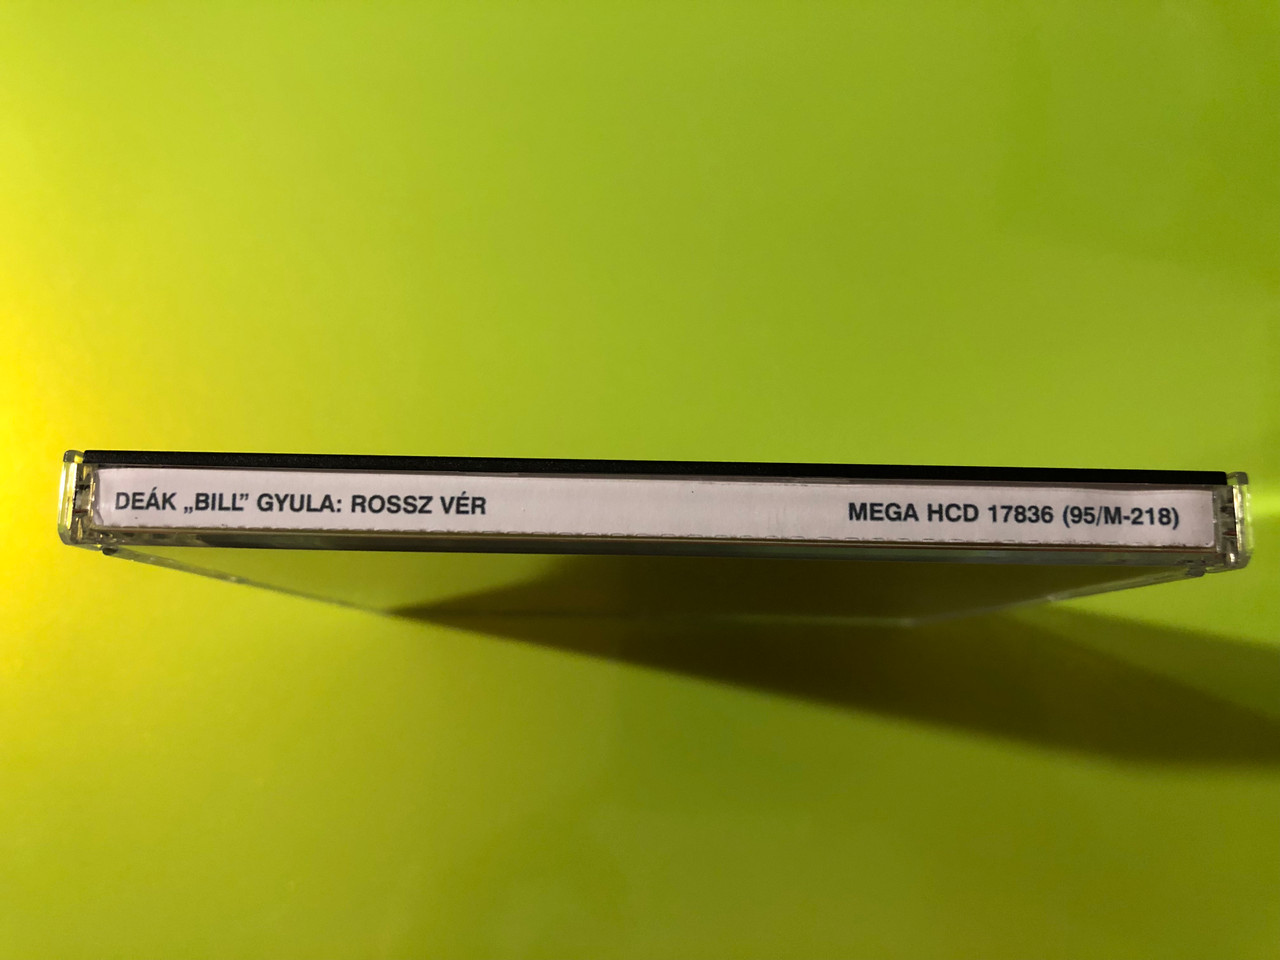 DEÁK „BILL” GYULA: ROSSZ VÉR MEGA HCD 17836 (95/M-218)